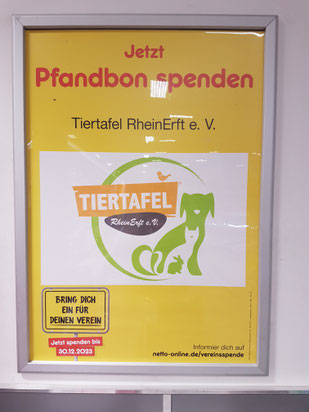 Jetzt
Pfandbon spenden
Tiertafel RheinErft e. V.
TIERTAFEL
RheinErft e.V.
BRING DICH
EIN FÜR
DEINEN VEREIN
Jetzt spenden bis
30.12.2023
Informier dich auf
netto-online.de/vereinsspende